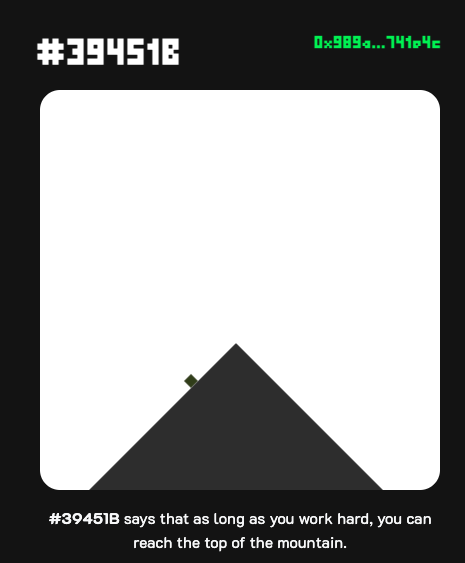 #39451B
0x989a...741e4c
#39451B says that as long as you work hard, you can
reach the top of the mountain.